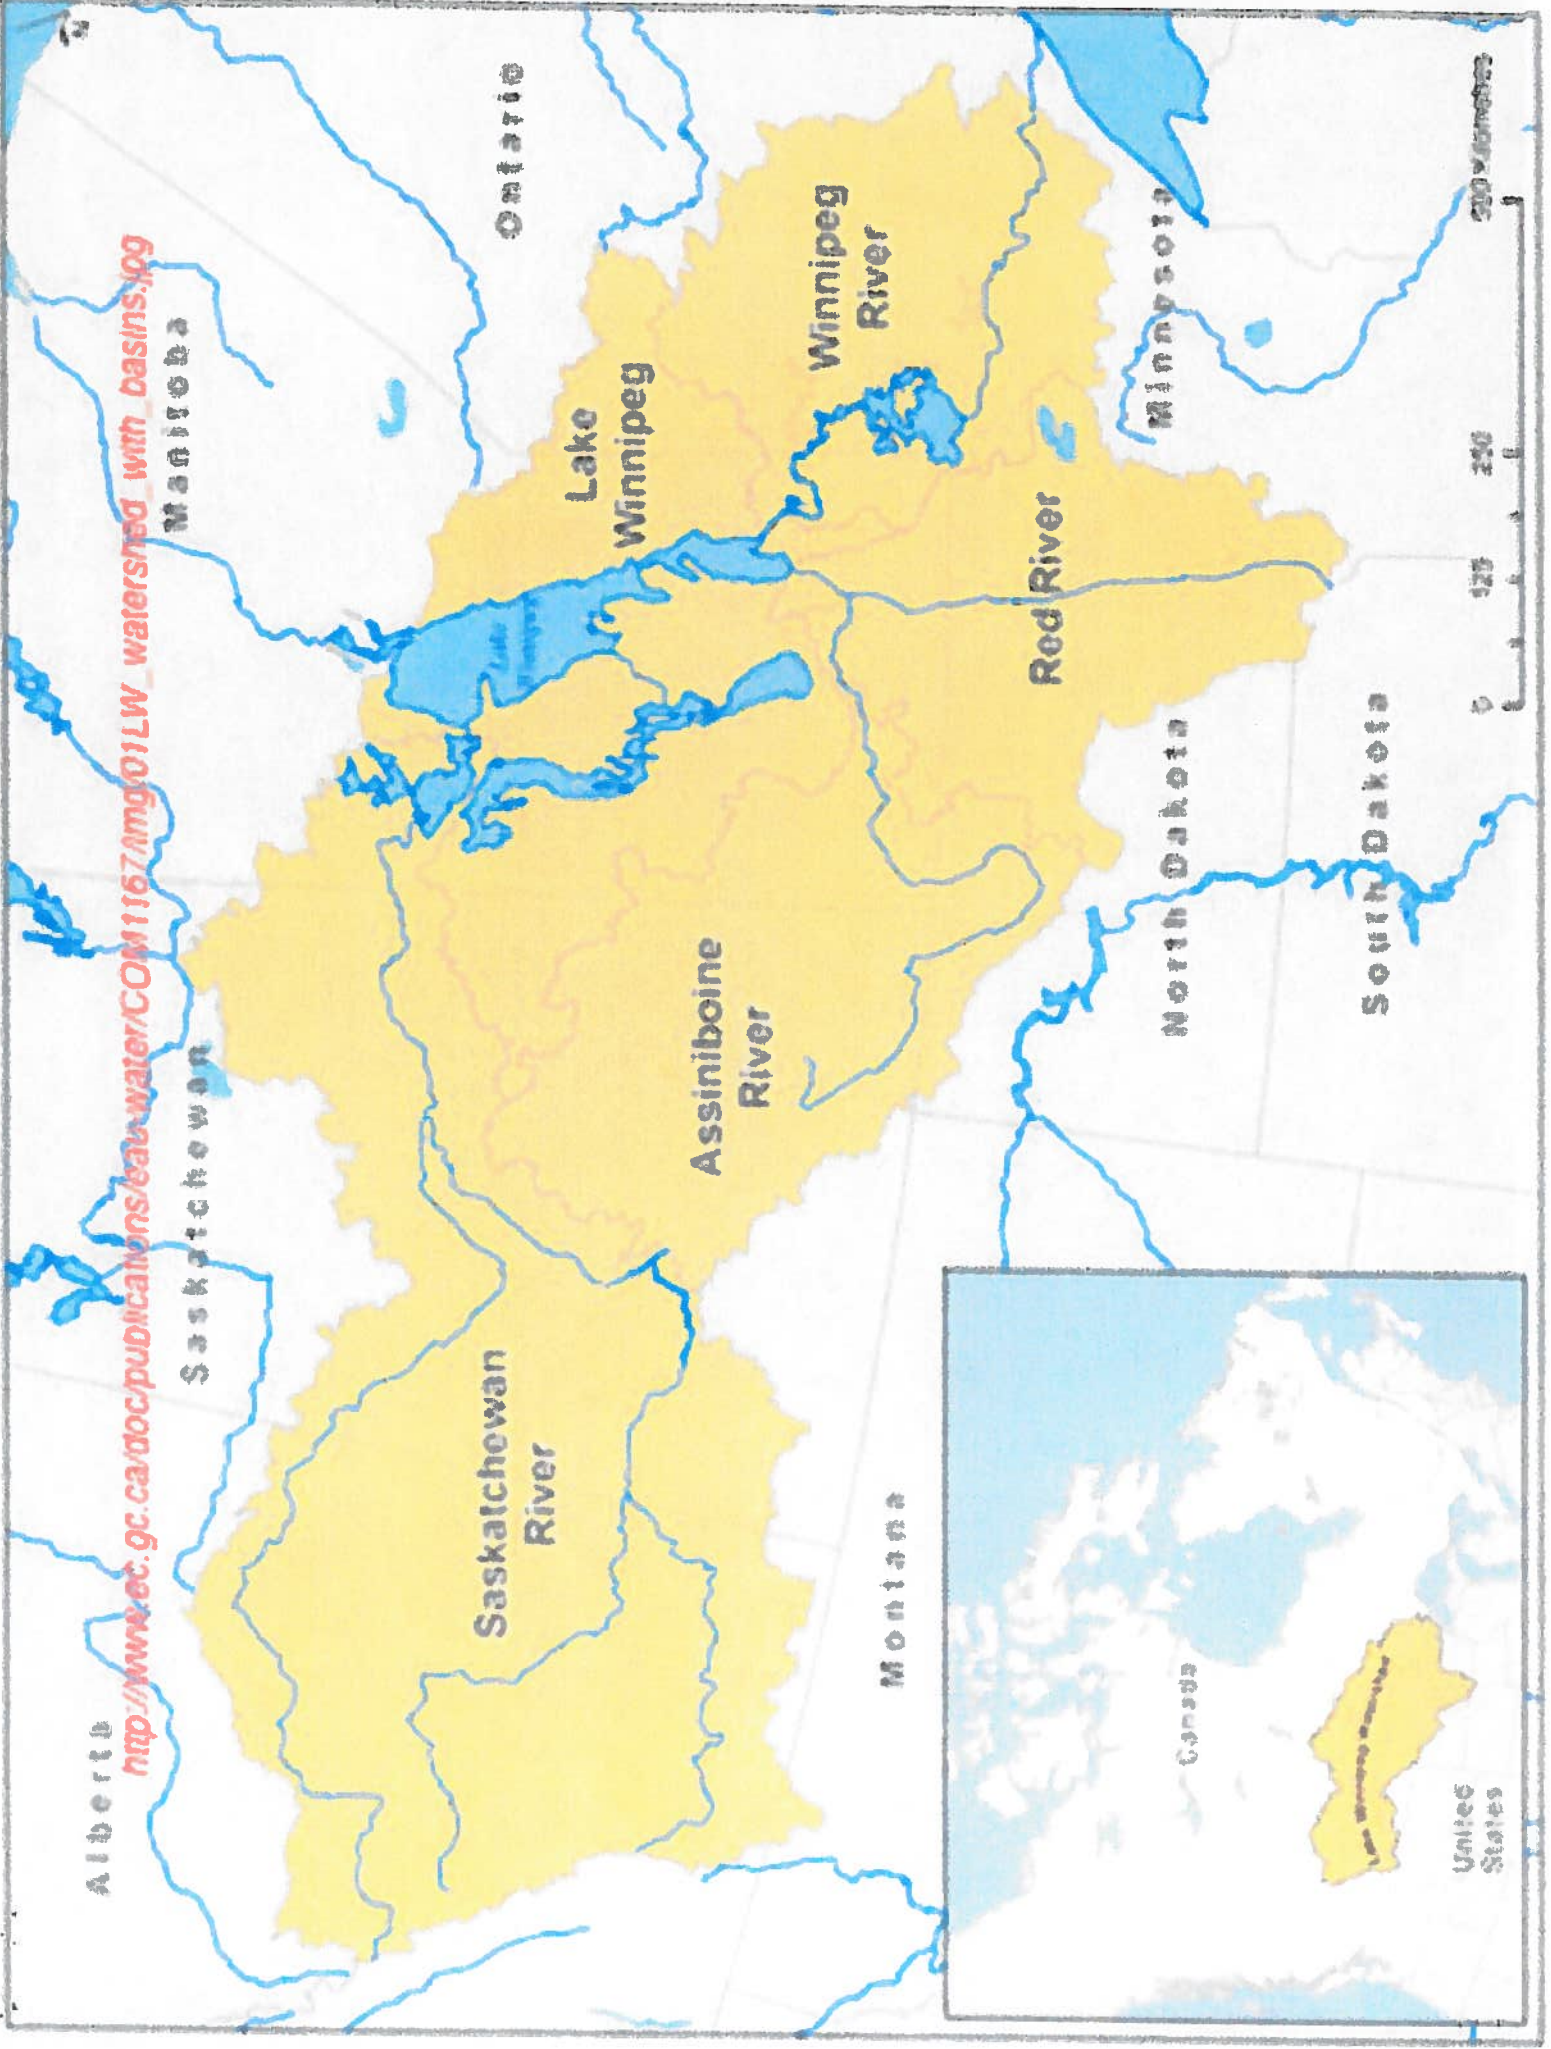 http://www.ec.gc.ca/doc/publications/eau-water/COM1167/img/01LW_watershed_with_basins.jpg
Alberta
Saskatchewan
Manitoba
Ontario
Lake
Winnipeg
Winnipeg
River
Saskatchewan
River
Assiniboine
River
Red River
Montana
North Dakota
South Dakota
Minnesota
0 125 250 500 Kilometres
Canada
United
States